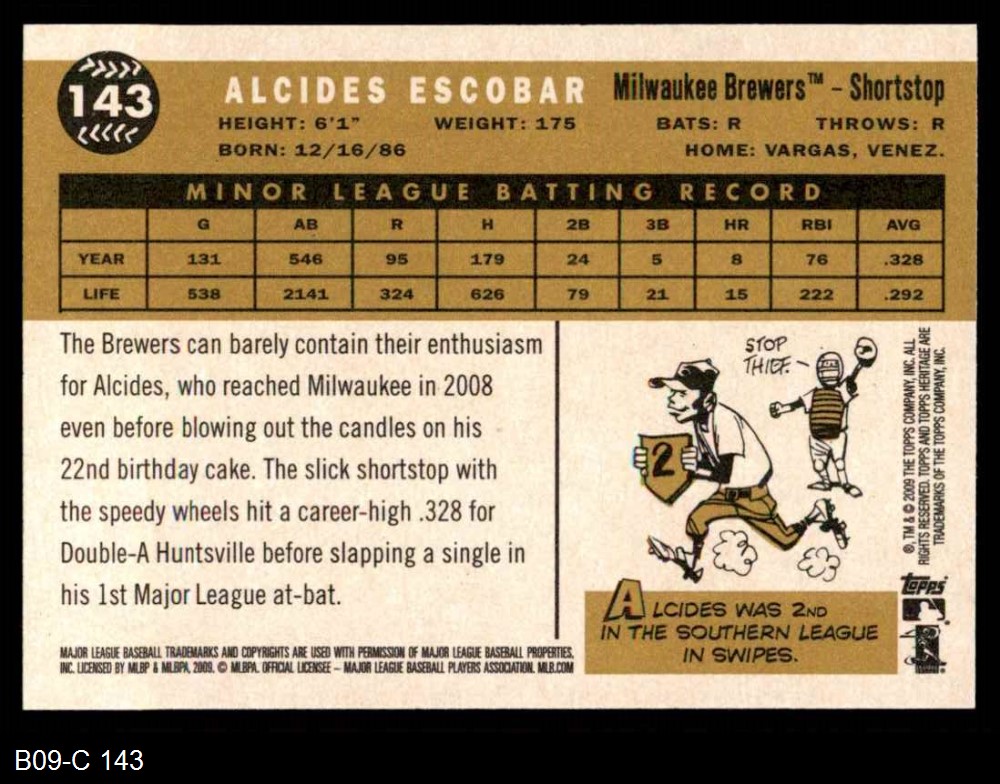 143
ALCIDES ESCOBAR
Milwaukee Brewers™ – Shortstop
HEIGHT: 6'1" WEIGHT: 175 BATS: R THROWS: R
BORN: 12/16/86 HOME: VARGAS, VENEZ.
MINOR LEAGUE BATTING RECORD
G AB R H 2B 3B HR RBI AVG
YEAR 131 546 95 179 24 5 8 76 .328
LIFE 538 2141 324 626 79 21 15 222 .292
The Brewers can barely contain their enthusiasm
for Alcides, who reached Milwaukee in 2008
even before blowing out the candles on his
22nd birthday cake. The slick shortstop with
the speedy wheels hit a career-high .328 for
Double-A Huntsville before slapping a single in
his 1st Major League at-bat.
MAJOR LEAGUE BASEBALL TRADEMARKS AND COPYRIGHTS ARE USED WITH PERMISSION OF MAJOR LEAGUE BASEBALL PROPERTIES,
INC. LICENSED BY MLBP & MLBPA, 2009. © MLBPA. OFFICIAL LICENSEE – MAJOR LEAGUE BASEBALL PLAYERS ASSOCIATION. MLB.COM
STOP
THIEF.
2
ALCIDES WAS 2ND
IN THE SOUTHERN LEAGUE
IN SWIPES.
®, TM & © 2009 THE TOPPS COMPANY, INC. ALL
RIGHTS RESERVED. TOPPS AND TOPPS HERITAGE ARE
TRADEMARKS OF THE TOPPS COMPANY, INC.
topps
B09-C 143